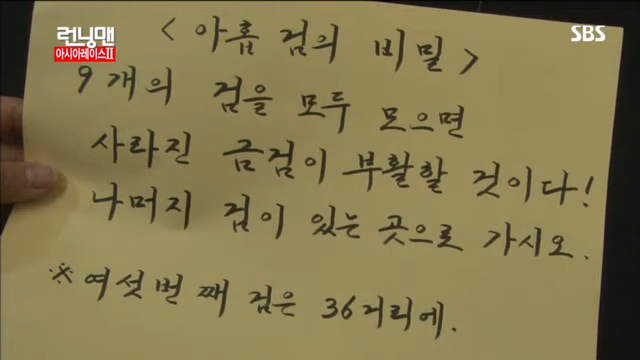 런닝맨
아시아레이스II
SBS
<아홉 검의 비밀>
9개의 검을 모두 모으면
사라진 금검이 부활할 것이다!
나머지 검이 있는 곳으로 가시오.
※여섯번째 검은 36거리에.